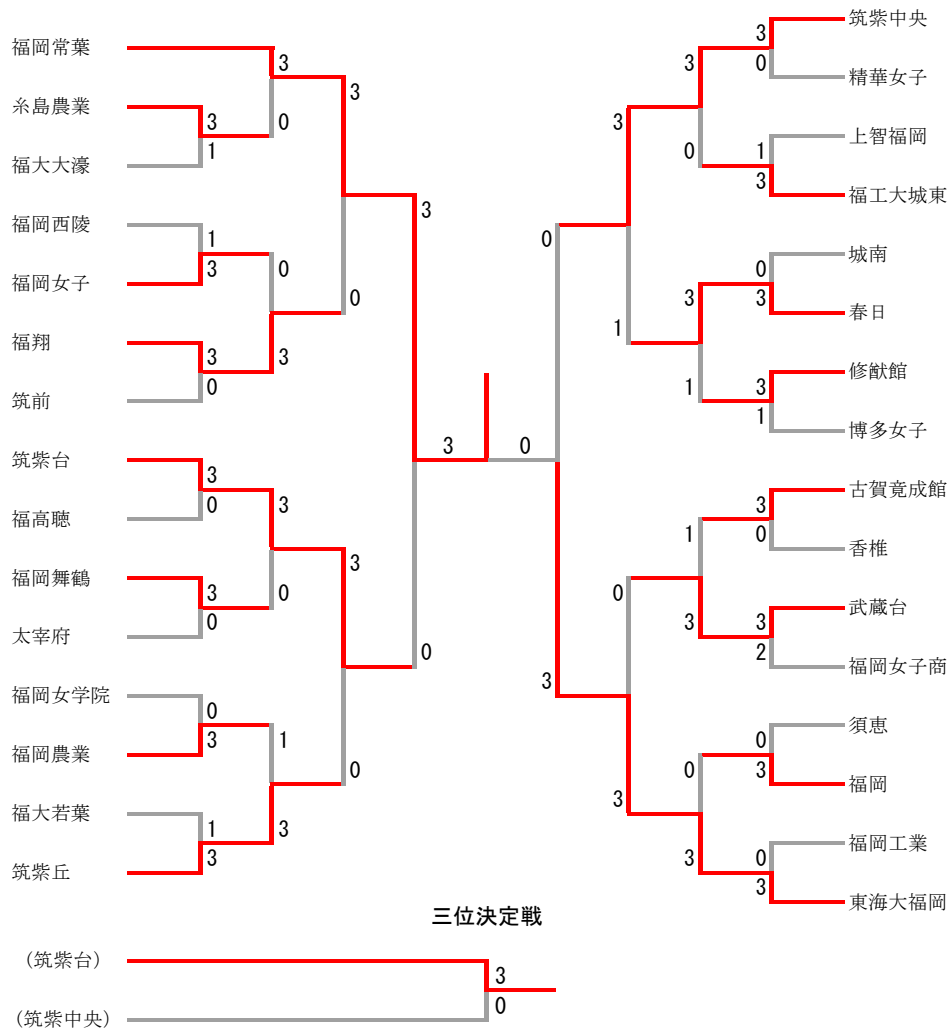 福岡常葉
3
3
糸島農業
3
0
1
福大大濠
3
福岡西陵
1
0
福岡女子
3
0
福翔
3
3
0
筑前
3
0
筑紫台
3
3
0
福高聴
3
福岡舞鶴
3
0
0
太宰府
0
福岡女学院
0
1
福岡農業
3
0
福大若葉
1
3
筑紫丘
3
筑紫中央
3
0
精華女子
3
3
上智福岡
1
0
3
福工大城東
0
城南
0
3
3
春日
1
修猷館
3
1
1
博多女子
古賀竟成館
3
1
0
香椎
0
武蔵台
3
3
2
福岡女子商
3
須恵
0
0
3
福岡
3
福岡工業
0
3
3
東海大福岡
三位決定戦
(筑紫台)
3
0
(筑紫中央)